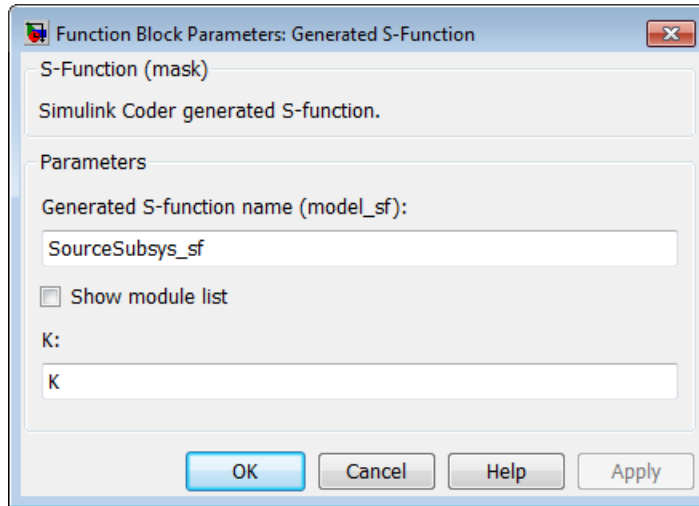 Function Block Parameters: Generated S-Function
S-Function (mask)
Simulink Coder generated S-function.
Parameters
Generated S-function name (model_sf):
SourceSubsys_sf
Show module list
K:
K
OK Cancel Help Apply